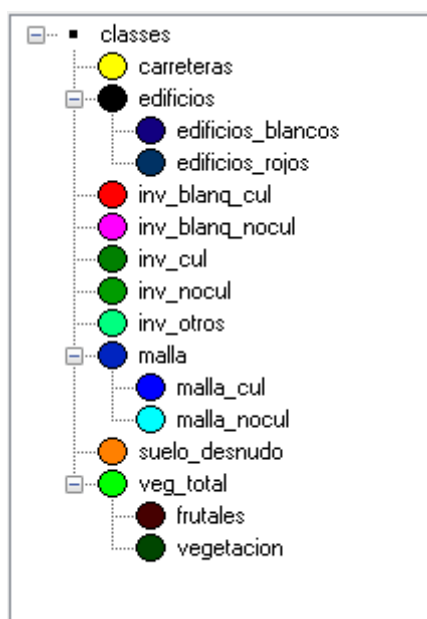 classes
carreteras
edificios
edificios_blancos
edificios_rojos
inv_blanq_cul
inv_blanq_nocul
inv_cul
inv_nocul
inv_otros
malla
malla_cul
malla_nocul
suelo_desnudo
veg_total
frutales
vegetacion